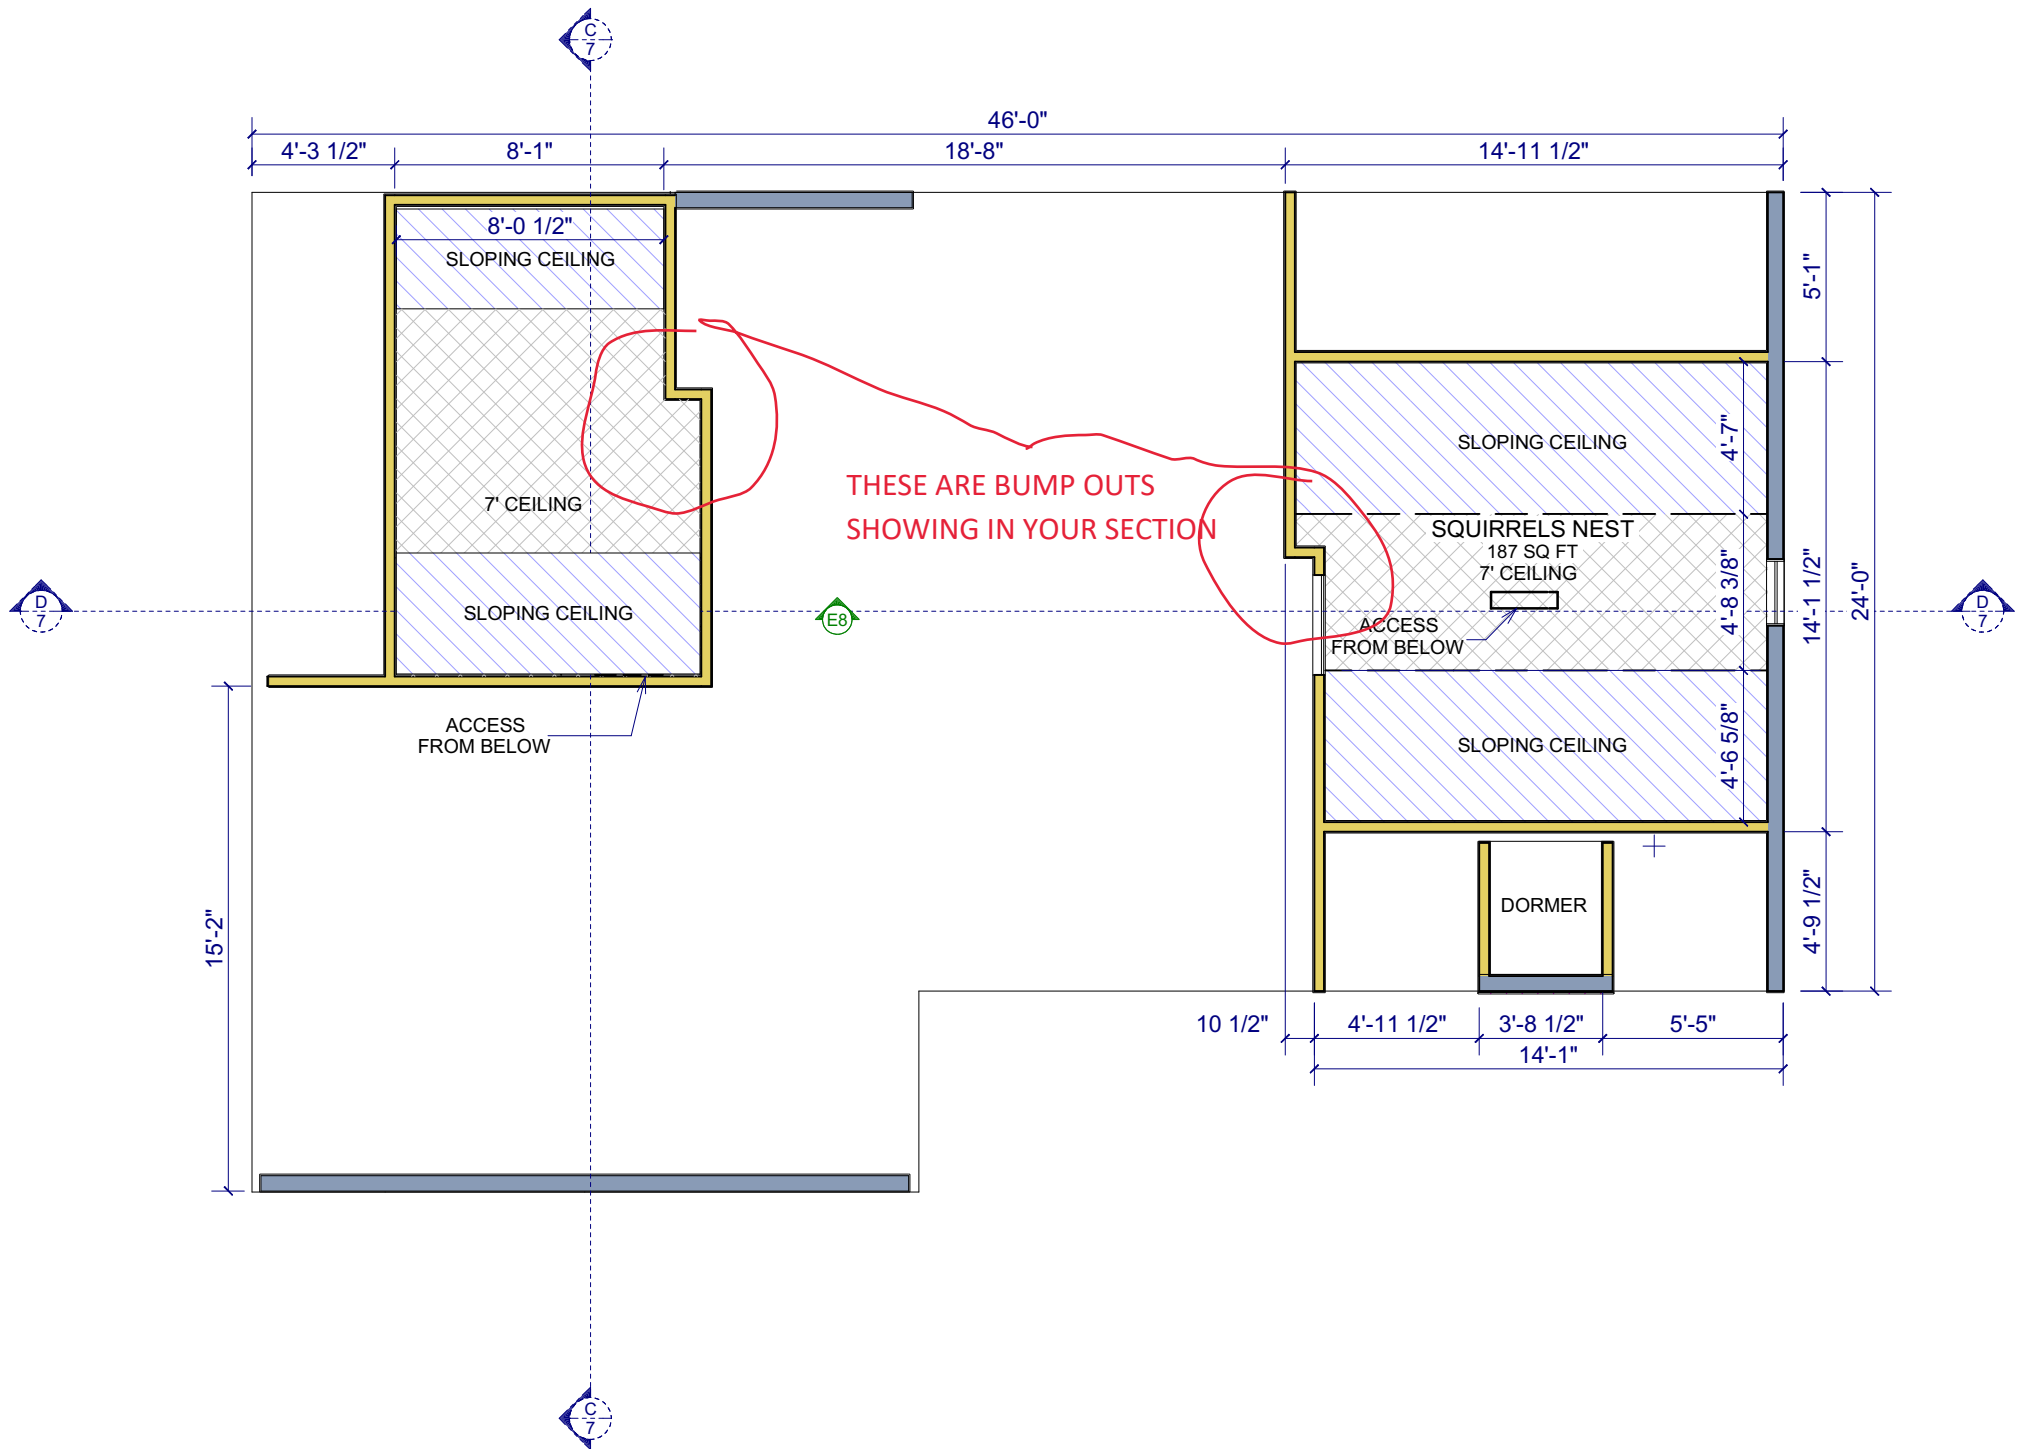 C
7
46'-0"
4'-3 1/2"
8'-1"
18'-8"
14'-11 1/2"
8'-0 1/2"
SLOPING CEILING
5'-1"
SLOPING CEILING
4'-7"
THESE ARE BUMP OUTS
SHOWING IN YOUR SECTION
7' CEILING
SQUIRRELS NEST
187 SQ FT
7' CEILING
4'-8 3/8"
14'-1 1/2"
24'-0"
D
7
SLOPING CEILING
E8
ACCESS
FROM BELOW
D
7
ACCESS
FROM BELOW
SLOPING CEILING
4'-6 5/8"
DORMER
4'-9 1/2"
15'-2"
10 1/2"
4'-11 1/2"
3'-8 1/2"
5'-5"
14'-1"
C
7